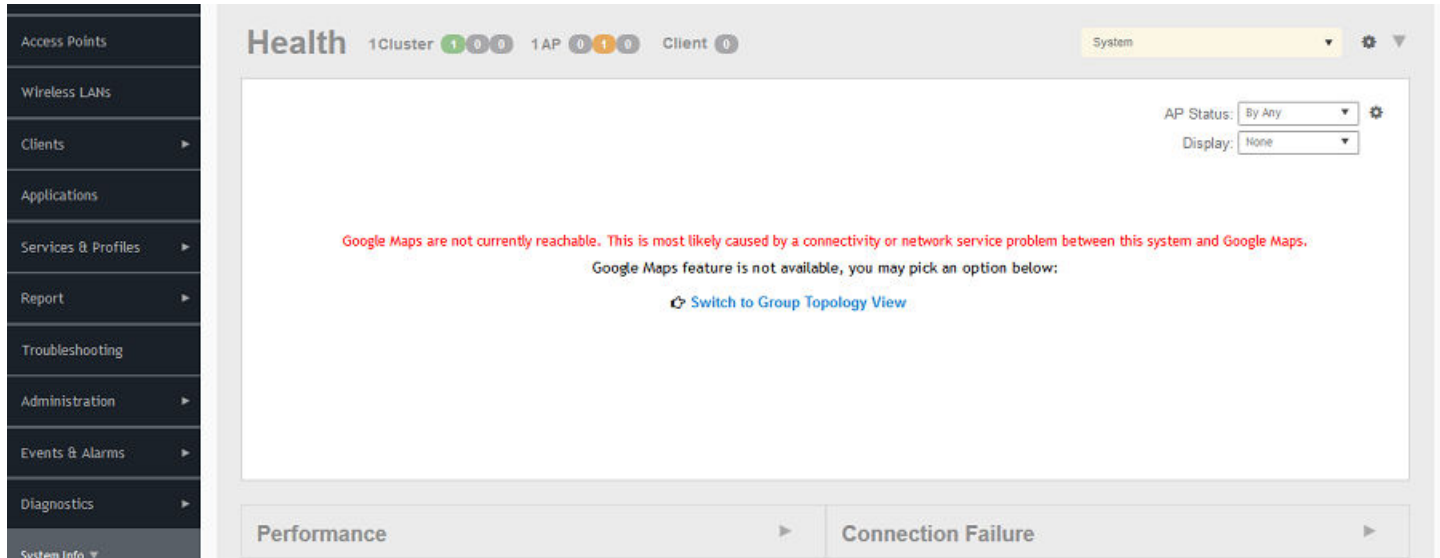 Access Points
Wireless LANs
Clients
Applications
Services & Profiles
Report
Troubleshooting
Administration
Events & Alarms
Diagnostics
System Info
Health 1Cluster 1 0 0 1 AP 0 1 0 Client 0
System
AP Status: By Any
Display: None
Google Maps are not currently reachable. This is most likely caused by a connectivity or network service problem between this system and Google Maps.
Google Maps feature is not available, you may pick an option below:
Switch to Group Topology View
Performance
Connection Failure